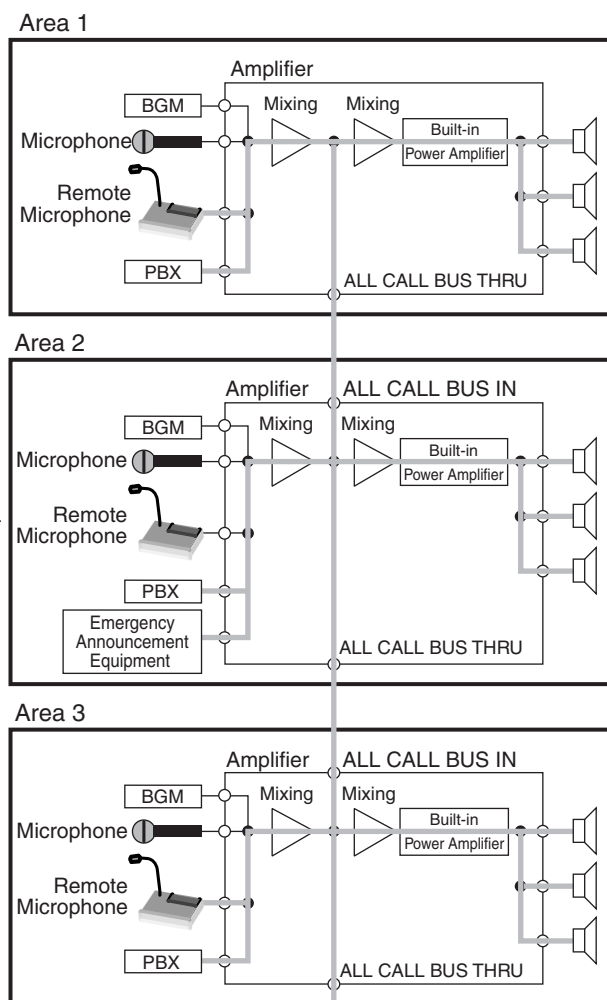 Area 1
Amplifier
BGM
Mixing
Mixing
Microphone
Built-in
Power Amplifier
Remote
Microphone
PBX
ALL CALL BUS THRU
Area 2
Amplifier
ALL CALL BUS IN
BGM
Mixing
Mixing
Microphone
Built-in
Power Amplifier
Remote
Microphone
PBX
Emergency
Announcement
Equipment
ALL CALL BUS THRU
Area 3
Amplifier
ALL CALL BUS IN
BGM
Mixing
Mixing
Microphone
Built-in
Power Amplifier
Remote
Microphone
PBX
ALL CALL BUS THRU